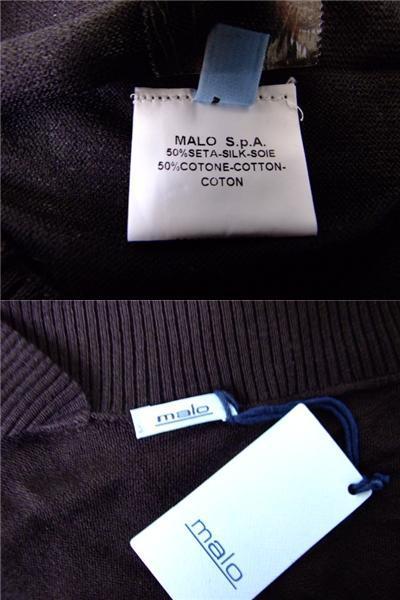 MALO S.p.A.
50%SETA-SILK-SOIE
50%COTONE-COTTON-
COTON
malo
malo